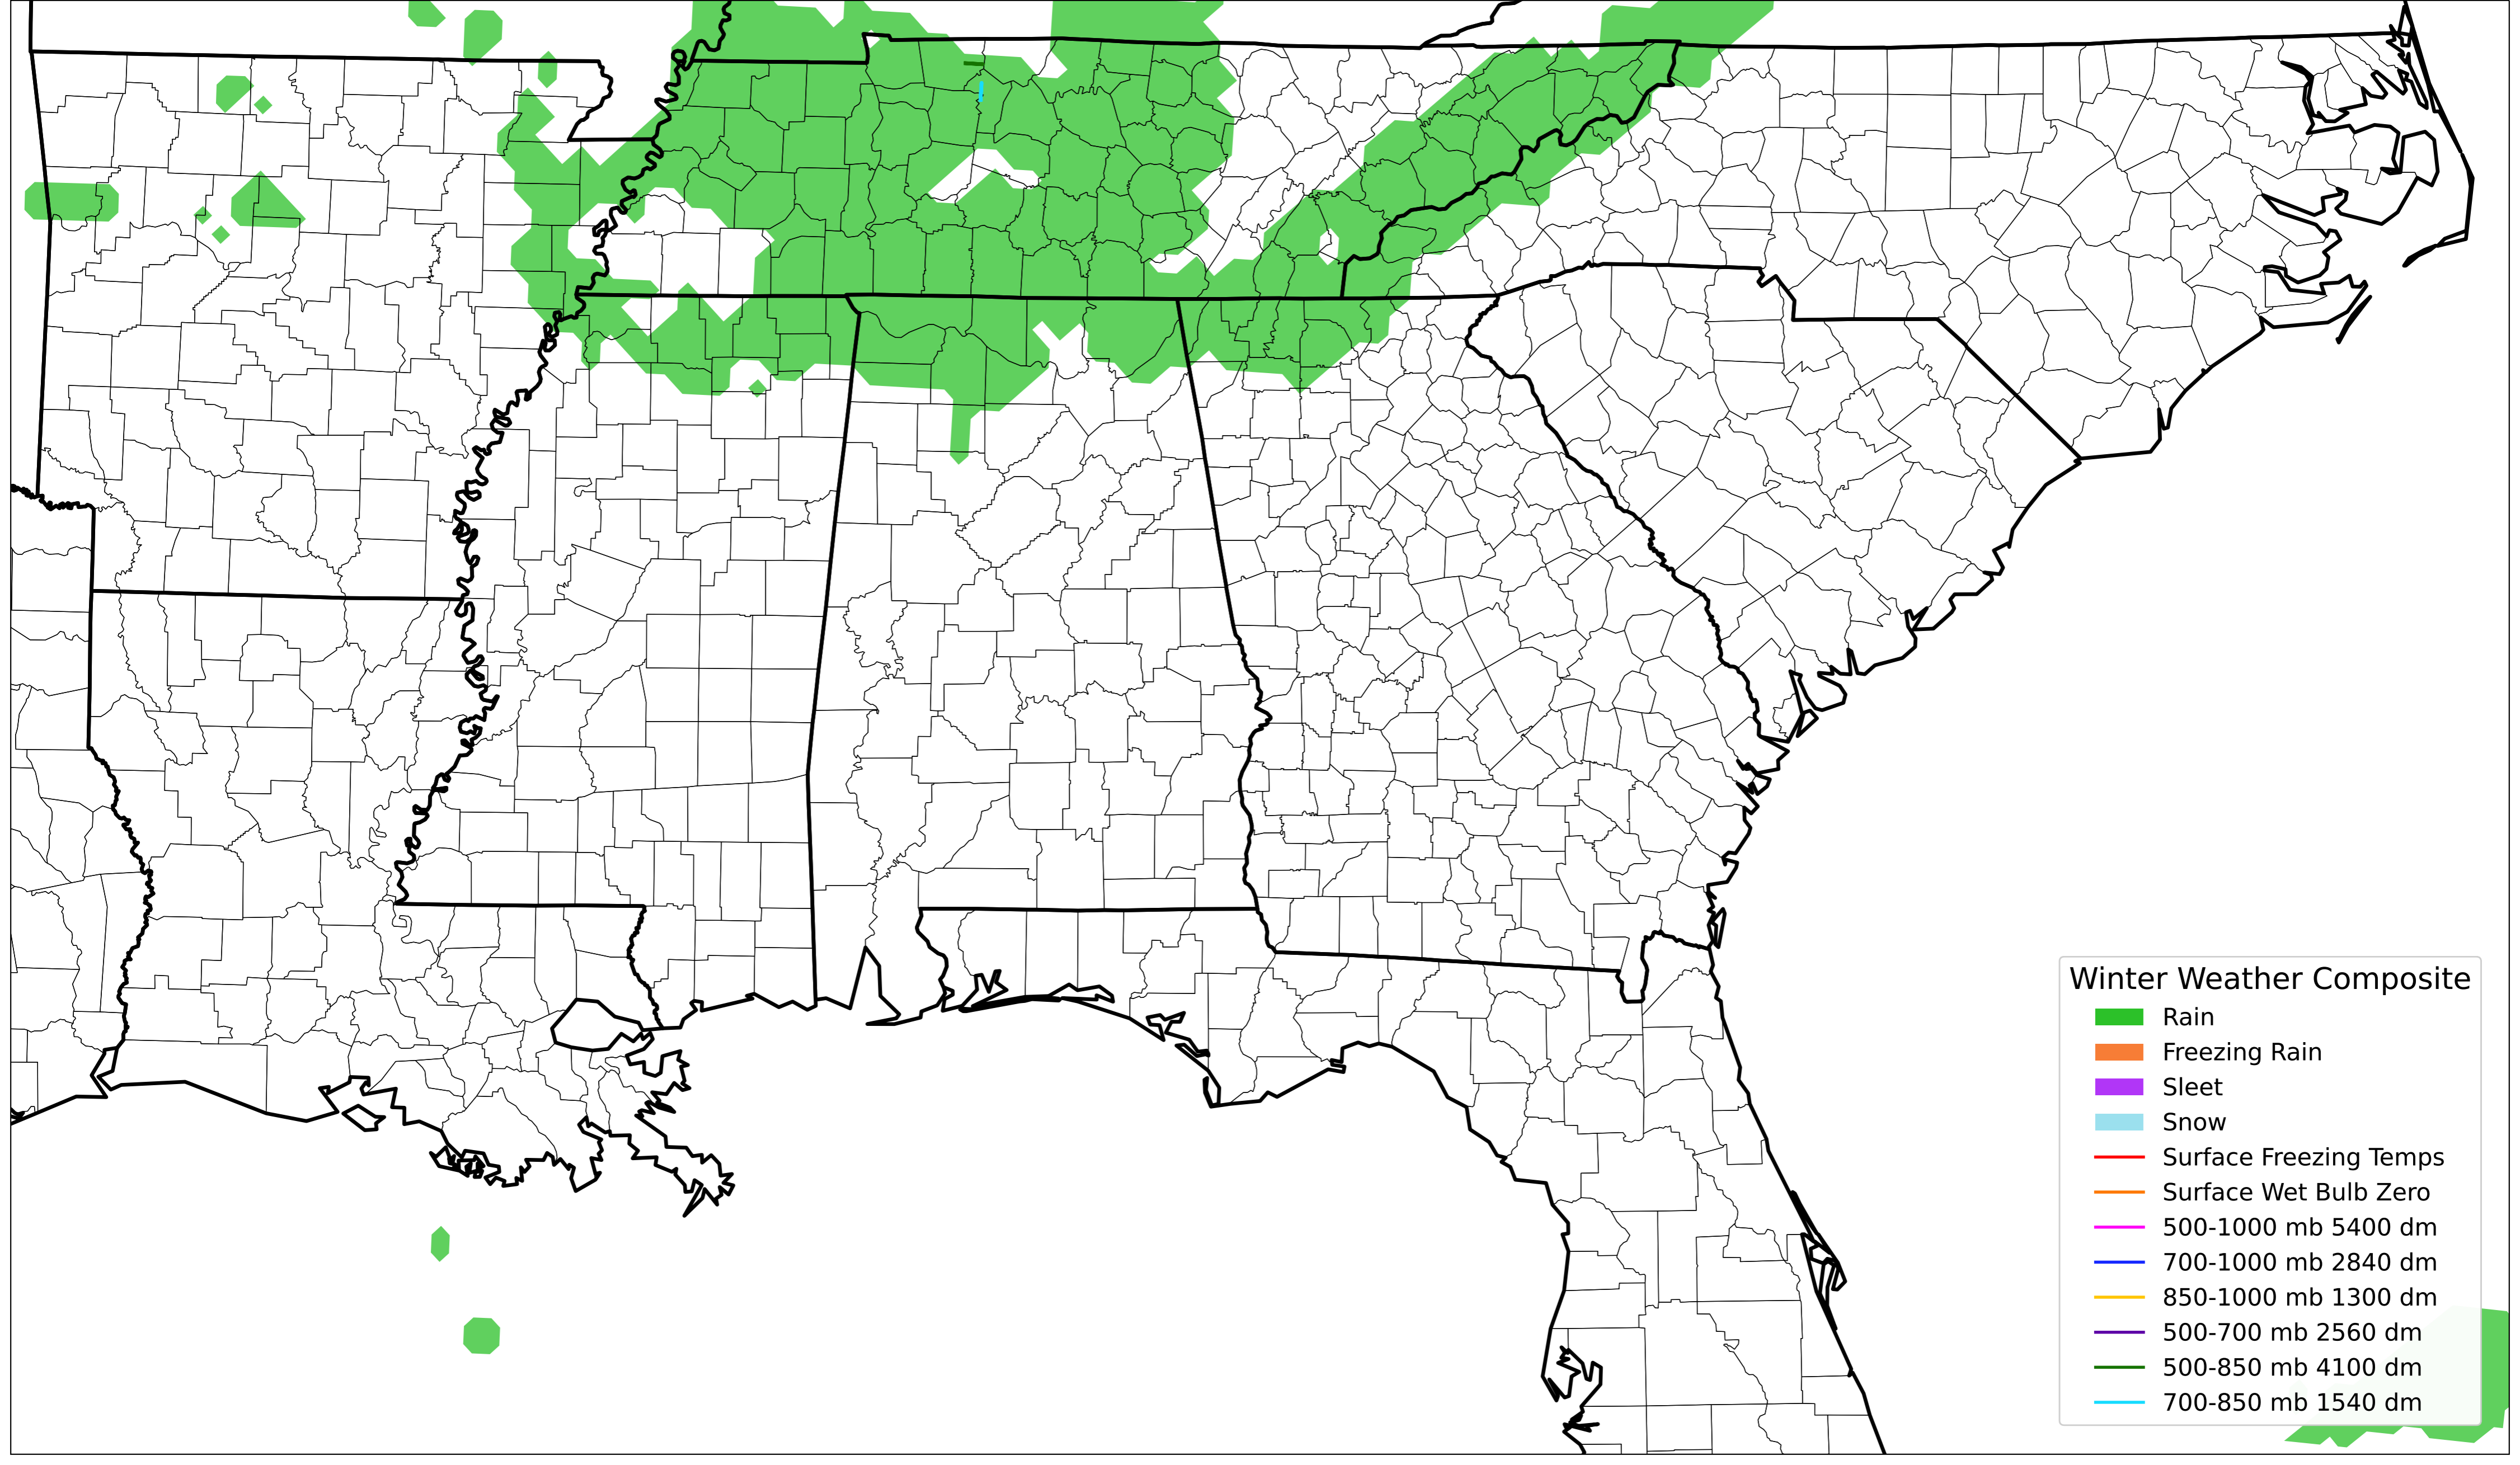 Winter Weather Composite
Rain
Freezing Rain
Sleet
Snow
Surface Freezing Temps
Surface Wet Bulb Zero
500-1000 mb 5400 dm
700-1000 mb 2840 dm
850-1000 mb 1300 dm
500-700 mb 2560 dm
500-850 mb 4100 dm
700-850 mb 1540 dm